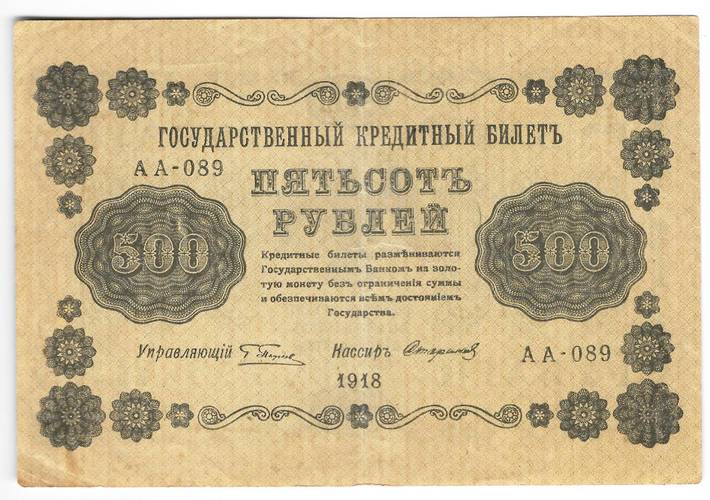 ГОСУДАРСТВЕННЫЙ КРЕДИТНЫЙ БИЛЕТЪ
АА-089
ПЯТЬСОТЪ
РУБЛЕЙ
500
500
Кредитные билеты размѣниваются
Государственнымъ Банкомъ на золо-
тую монету безъ ограниченія суммы
и обезпечиваются всѣмъ достояніемъ
Государства.
Управляющій
Кассиръ
АА-089
1918